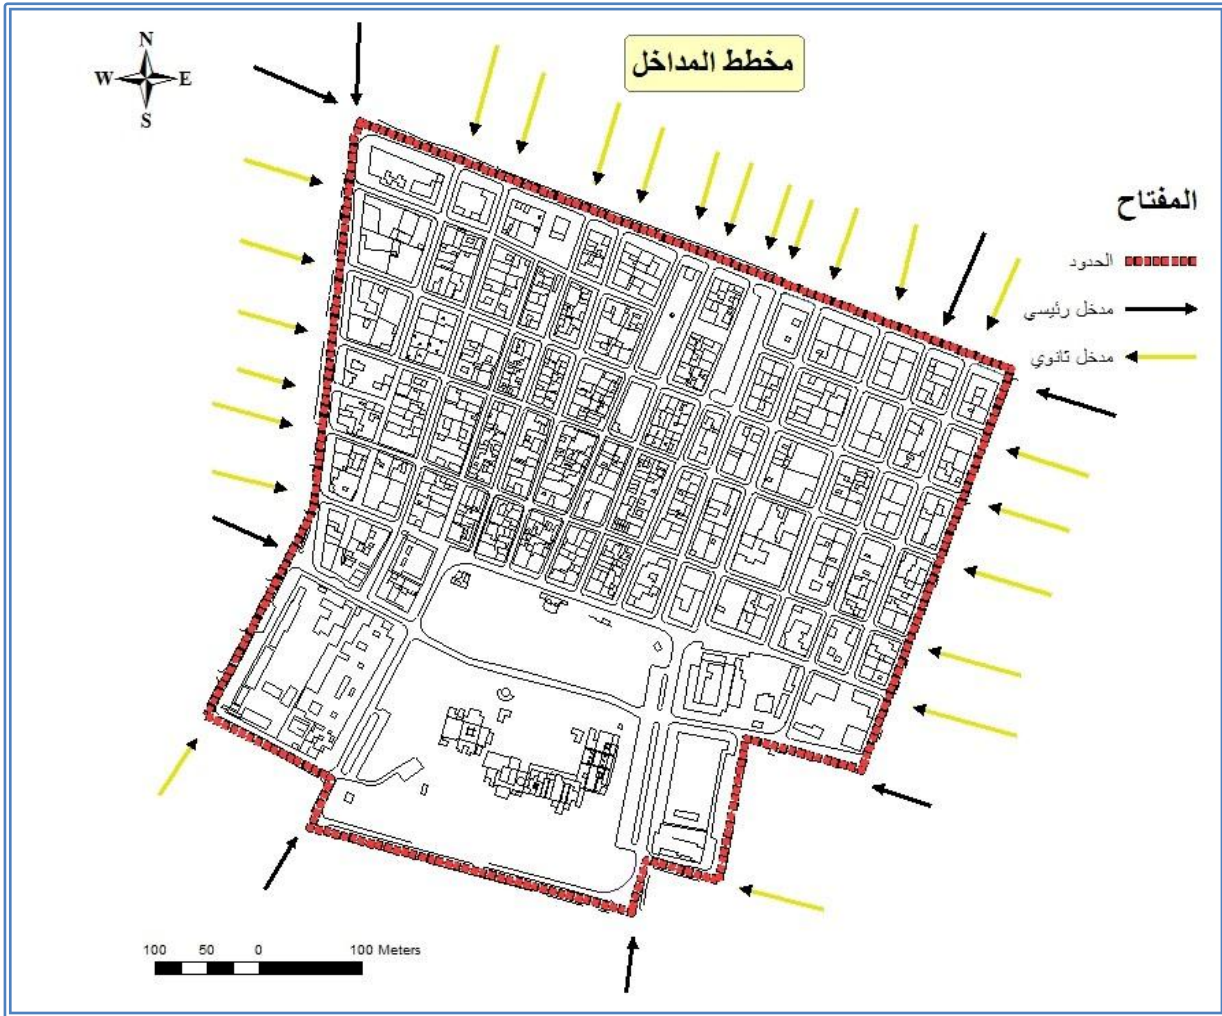 مخطط المداخل
N
W E
S
المفتاح
الحدود
مدخل رئيسي
مدخل ثانوي
100 50 0 100 Meters